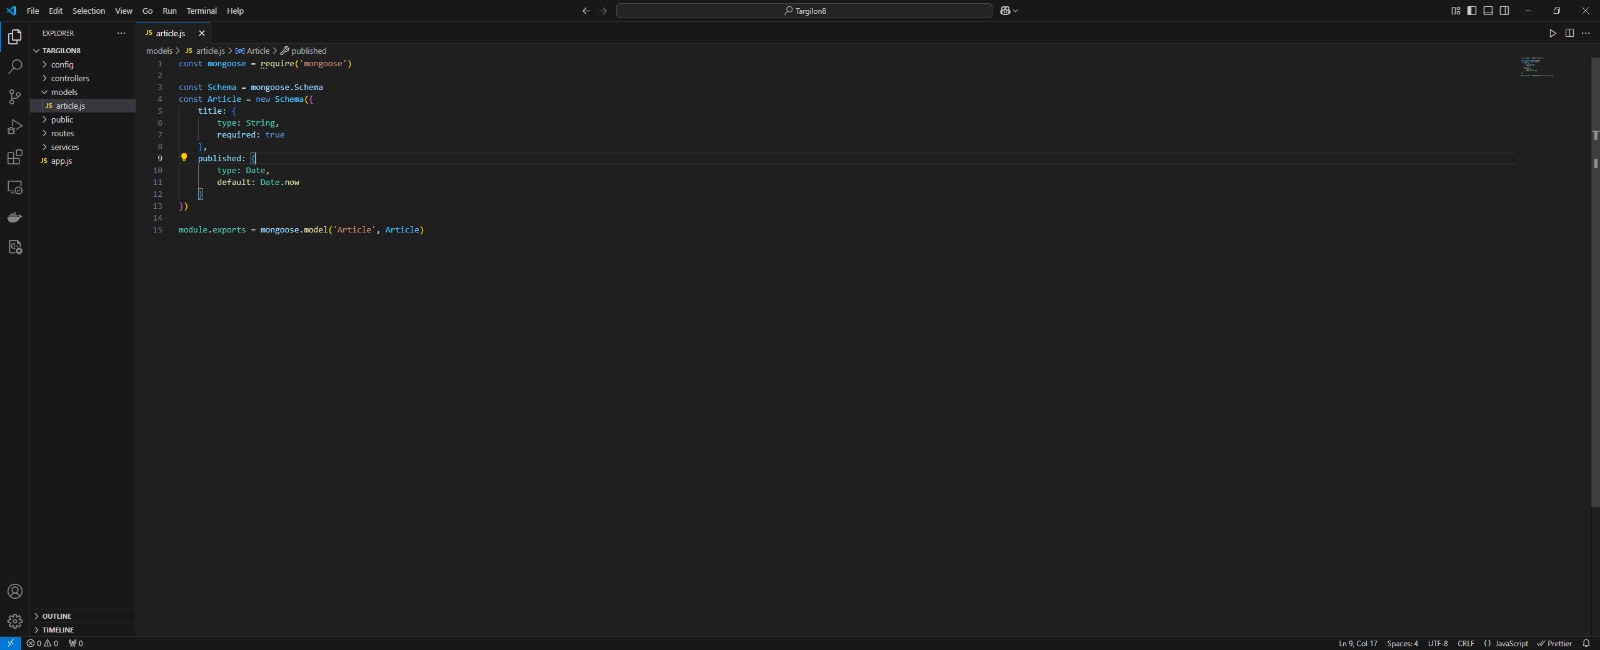 File Edit Selection View Go Run Terminal Help
Targilon8
EXPLORER
TARGILON8
config
controllers
models
JS article.js
public
routes
services
JS app.js
OUTLINE
TIMELINE
JS article.js
models > JS article.js > Article > published
1 const mongoose = require('mongoose')
2
3 const Schema = mongoose.Schema
4 const Article = new Schema({
5     title: {
6         type: String,
7         required: true
8     },
9     published: {
10         type: Date,
11         default: Date.now
12     }
13 })
14
15 module.exports = mongoose.model('Article', Article)
0 0 0
Ln 9, Col 17 Spaces: 4 UTF-8 CRLF {} JavaScript Prettier